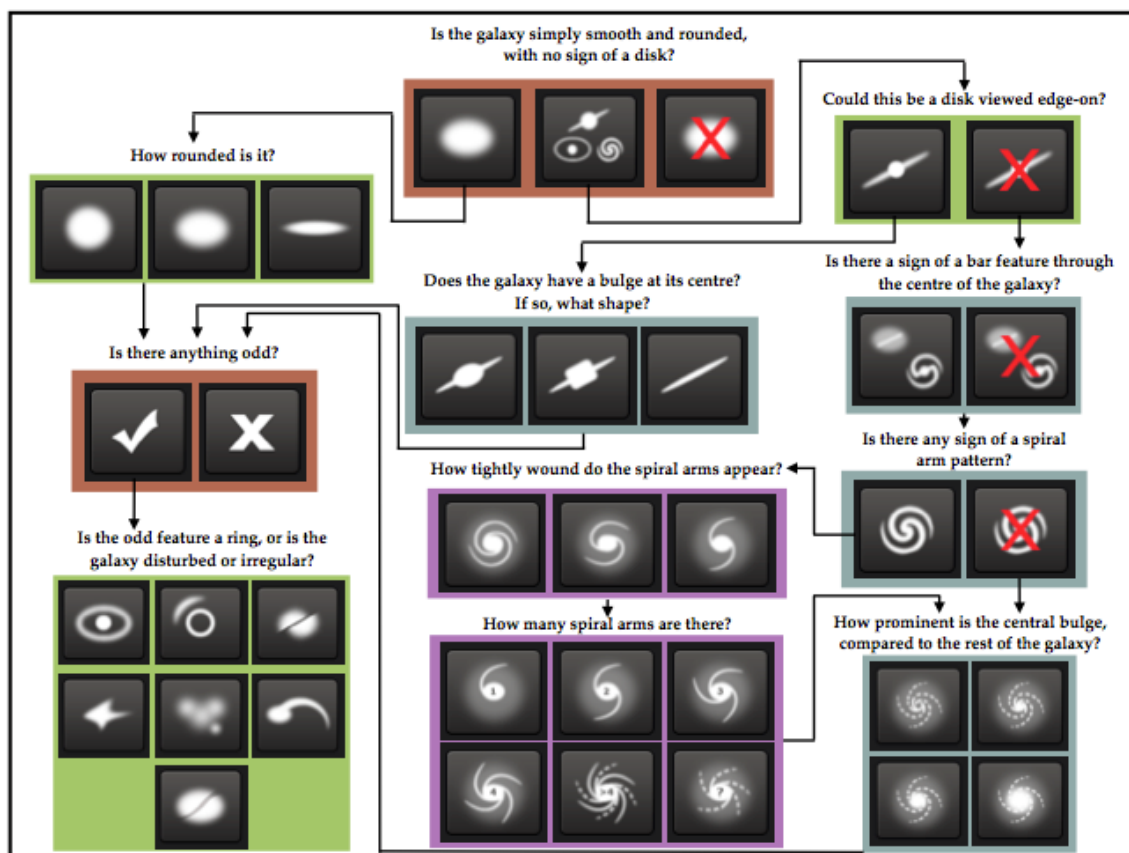 Is the galaxy simply smooth and rounded,
with no sign of a disk?
Could this be a disk viewed edge-on?
How rounded is it?
Does the galaxy have a bulge at its centre?
If so, what shape?
Is there a sign of a bar feature through
the centre of the galaxy?
Is there anything odd?
Is there any sign of a spiral
arm pattern?
How tightly wound do the spiral arms appear?
Is the odd feature a ring, or is the
galaxy disturbed or irregular?
How many spiral arms are there?
How prominent is the central bulge,
compared to the rest of the galaxy?
1
2
3
4
?